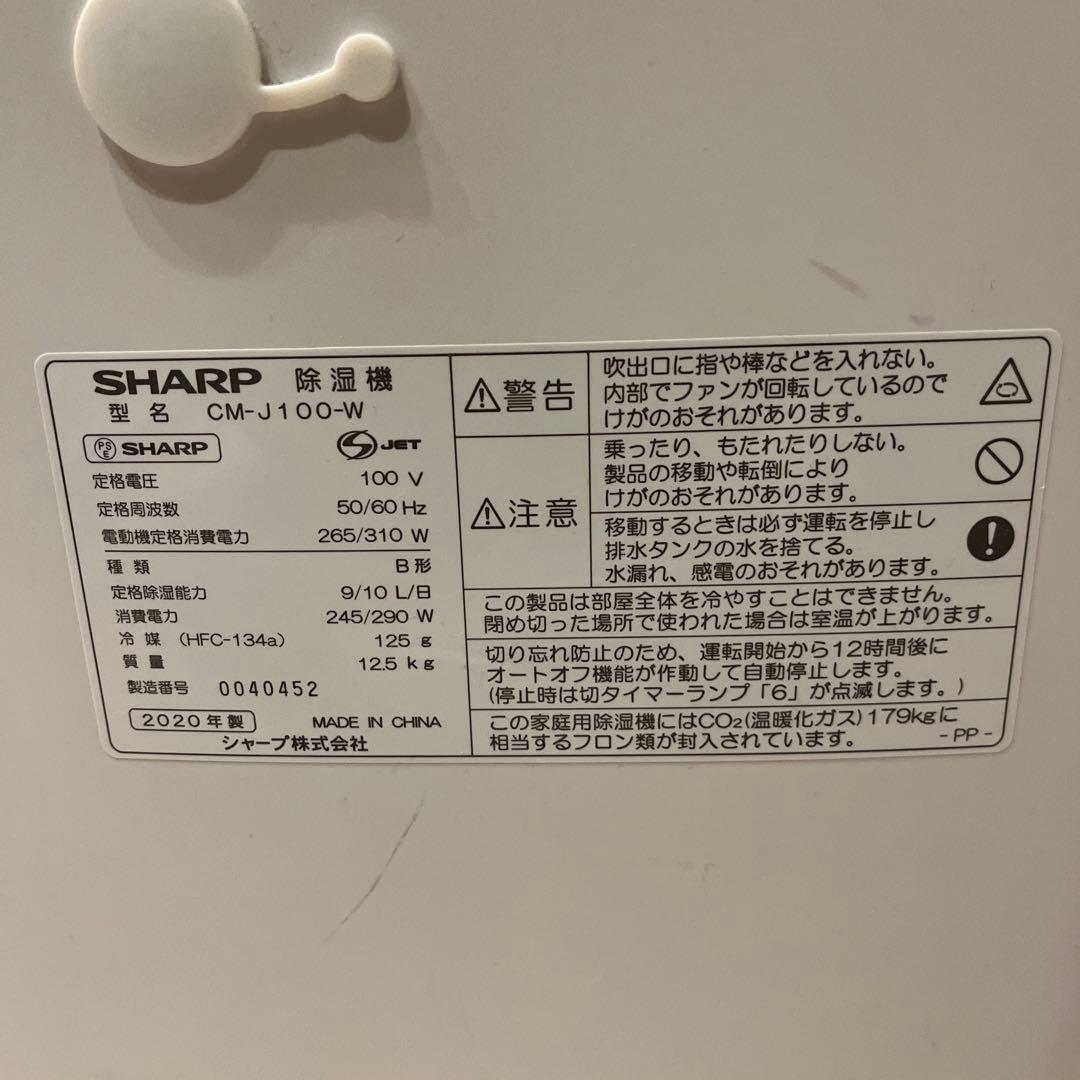 SHARP 除湿機
型名 CM-J100-W
PSE SHARP JET
定格電圧 100 V
定格周波数 50/60 Hz
電動機定格消費電力 265/310 W
種類 B形
定格除湿能力 9/10 L/日
消費電力 245/290 W
冷媒 (HFC-134a) 125 g
質量 12.5 kg
製造番号 0040452
2020年製 MADE IN CHINA
シャープ株式会社
警告
吹出口に指や棒などを入れない。
内部でファンが回転しているので
けがのおそれがあります。
注意
乗ったり、もたれたりしない。
製品の移動や転倒により
けがのおそれがあります。
移動するときは必ず運転を停止し
排水タンクの水を捨てる。
水漏れ、感電のおそれがあります。
この製品は部屋全体を冷やすことはできません。
閉め切った場所で使われた場合は室温が上がります。
切り忘れ防止のため、運転開始から12時間後に
オートオフ機能が作動して自動停止します。
(停止時は切タイマーランプ「6」が点滅します。)
この家庭用除湿機にはCO₂(温暖化ガス)179kgに
相当するフロン類が封入されています。 -PP-